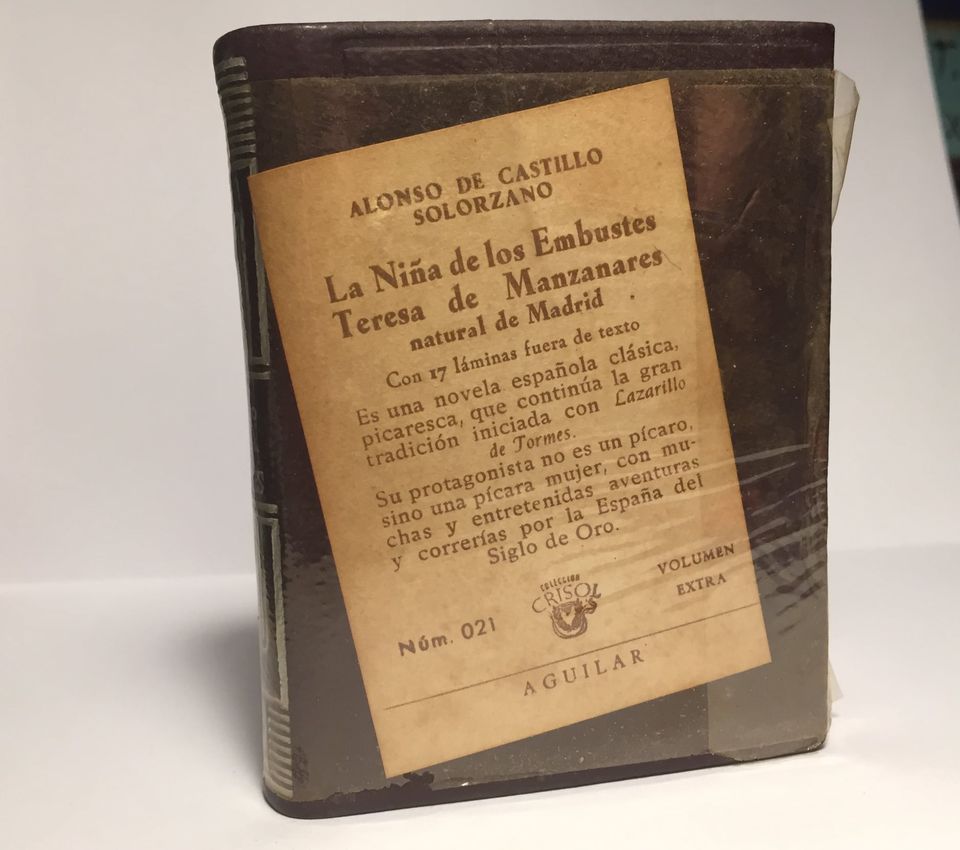 ALONSO DE CASTILLO
SOLORZANO
La Niña de los Embustes
Teresa de Manzanares
natural de Madrid
Con 17 láminas fuera de texto
Es una novela española clásica,
picaresca, que continúa la gran
tradición iniciada con Lazarillo
de Tormes.
Su protagonista no es un pícaro,
sino una pícara mujer, con mu-
chas y entretenidas aventuras
y correrías por la España del
Siglo de Oro.
Núm. 021
COLECCION
CRISOL
VOLUMEN
EXTRA
AGUILAR